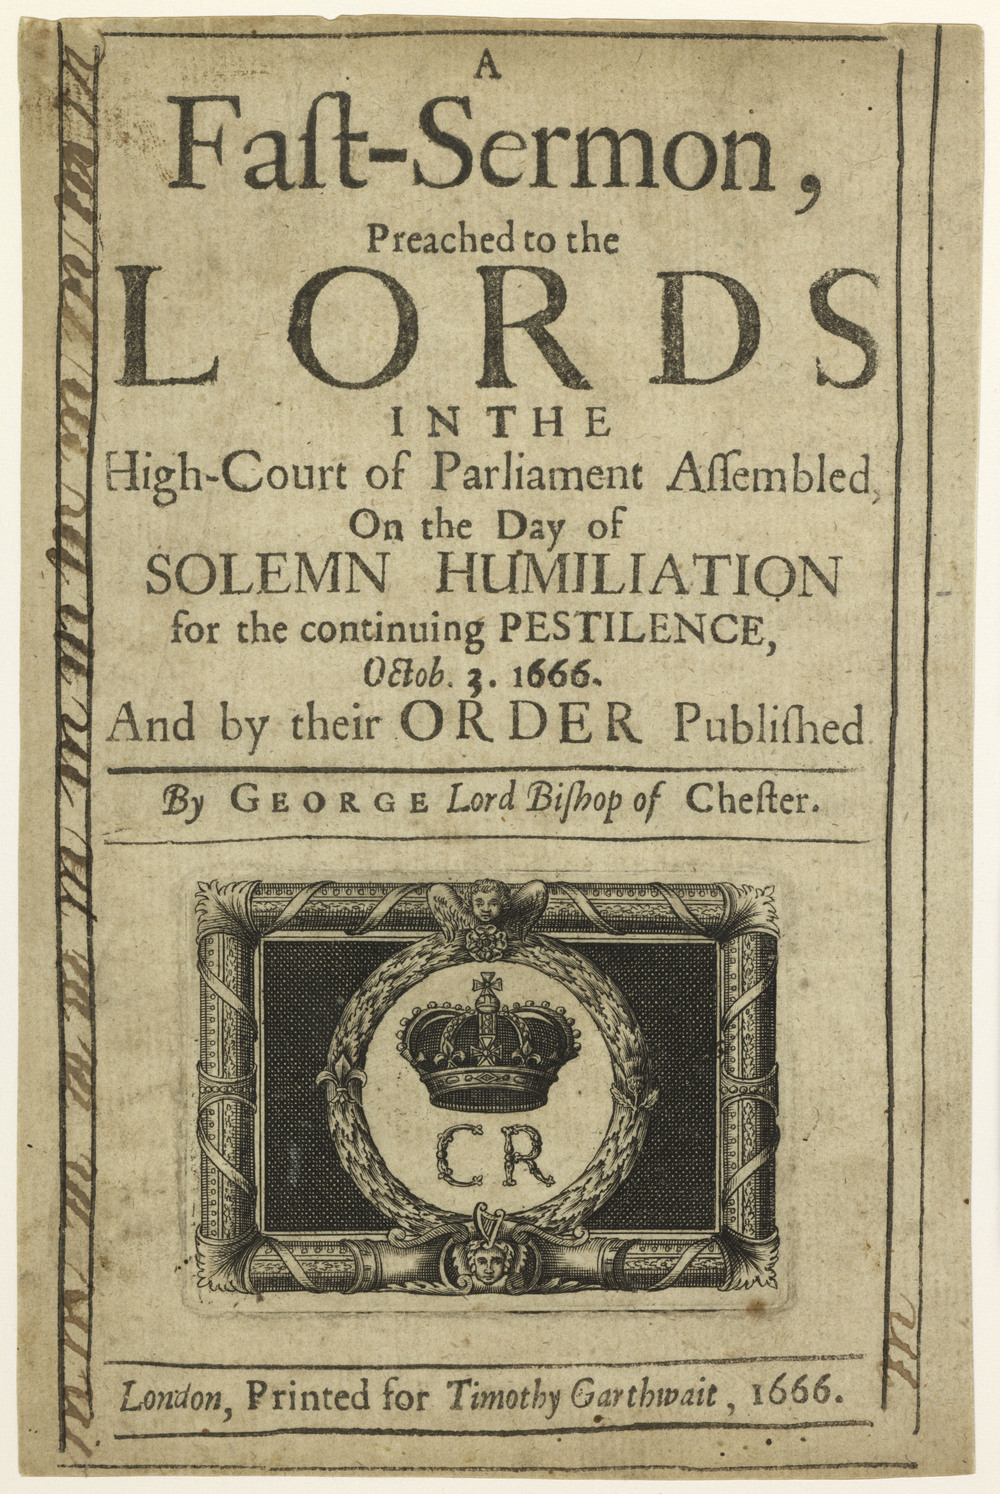 A
Faſt-Sermon,
Preached to the
LORDS
IN THE
High-Court of Parliament Aſſembled,
On the Day of
SOLEMN HUMILIATION
for the continuing PESTILENCE,
Octob. 3. 1666.
And by their ORDER Publiſhed
By GEORGE Lord Biſhop of Cheſter.
CR
London, Printed for Timothy Garthwait, 1666.